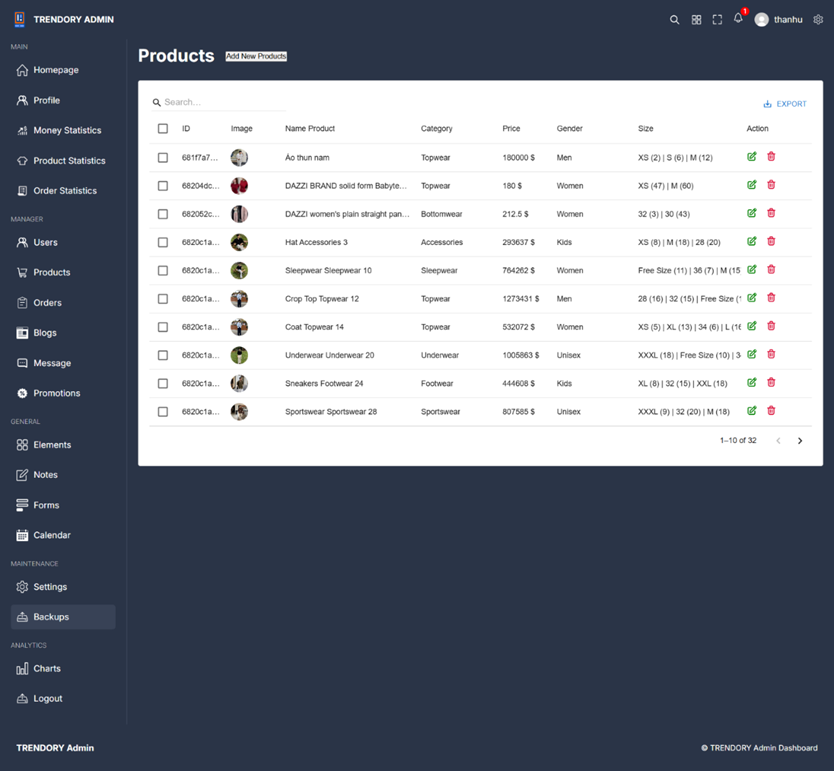 TRENDORY ADMIN
1
thanhu
MAIN
Homepage
Profile
Money Statistics
Product Statistics
Order Statistics
MANAGER
Users
Products
Orders
Blogs
Message
Promotions
GENERAL
Elements
Notes
Forms
Calendar
MAINTENANCE
Settings
Backups
ANALYTICS
Charts
Logout
Products Add New Products
Search...
EXPORT
ID Image Name Product Category Price Gender Size Action
681f7a7... Áo thun nam Topwear 180000 $ Men XS (2) | S (6) | M (12)
68204dc... DAZZI BRAND solid form Babyte... Topwear 180 $ Women XS (47) | M (60)
682052c... DAZZI women's plain straight pan... Bottomwear 212.5 $ Women 32 (3) | 30 (43)
6820c1a... Hat Accessories 3 Accessories 293637 $ Kids XS (8) | M (18) | 28 (20)
6820c1a... Sleepwear Sleepwear 10 Sleepwear 764262 $ Women Free Size (11) | 36 (7) | M (15
6820c1a... Crop Top Topwear 12 Topwear 1273431 $ Men 28 (16) | 32 (15) | Free Size (1
6820c1a... Coat Topwear 14 Topwear 532072 $ Women XS (5) | XL (13) | 34 (6) | L (16
6820c1a... Underwear Underwear 20 Underwear 1005863 $ Unisex XXXL (18) | Free Size (10) | 3
6820c1a... Sneakers Footwear 24 Footwear 444608 $ Kids XL (8) | 32 (15) | XXL (18)
6820c1a... Sportswear Sportswear 28 Sportswear 807585 $ Unisex XXXL (9) | 32 (20) | M (18)
1–10 of 32
TRENDORY Admin
© TRENDORY Admin Dashboard